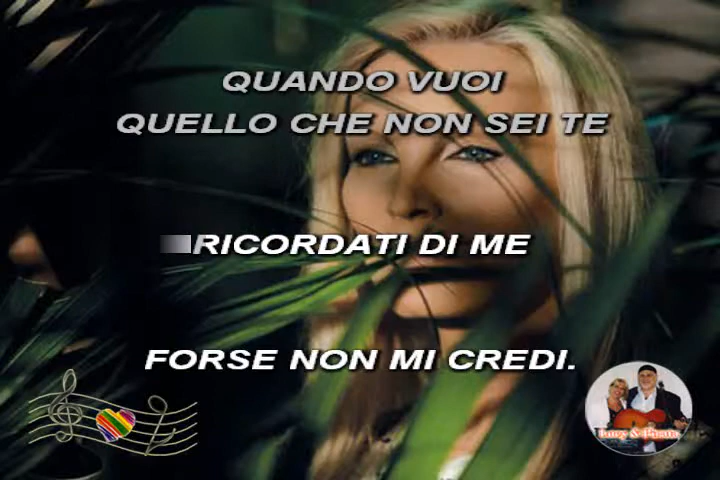 QUANDO VUOI
QUELLO CHE NON SEI TE
RICORDATI DI ME
FORSE NON MI CREDI.